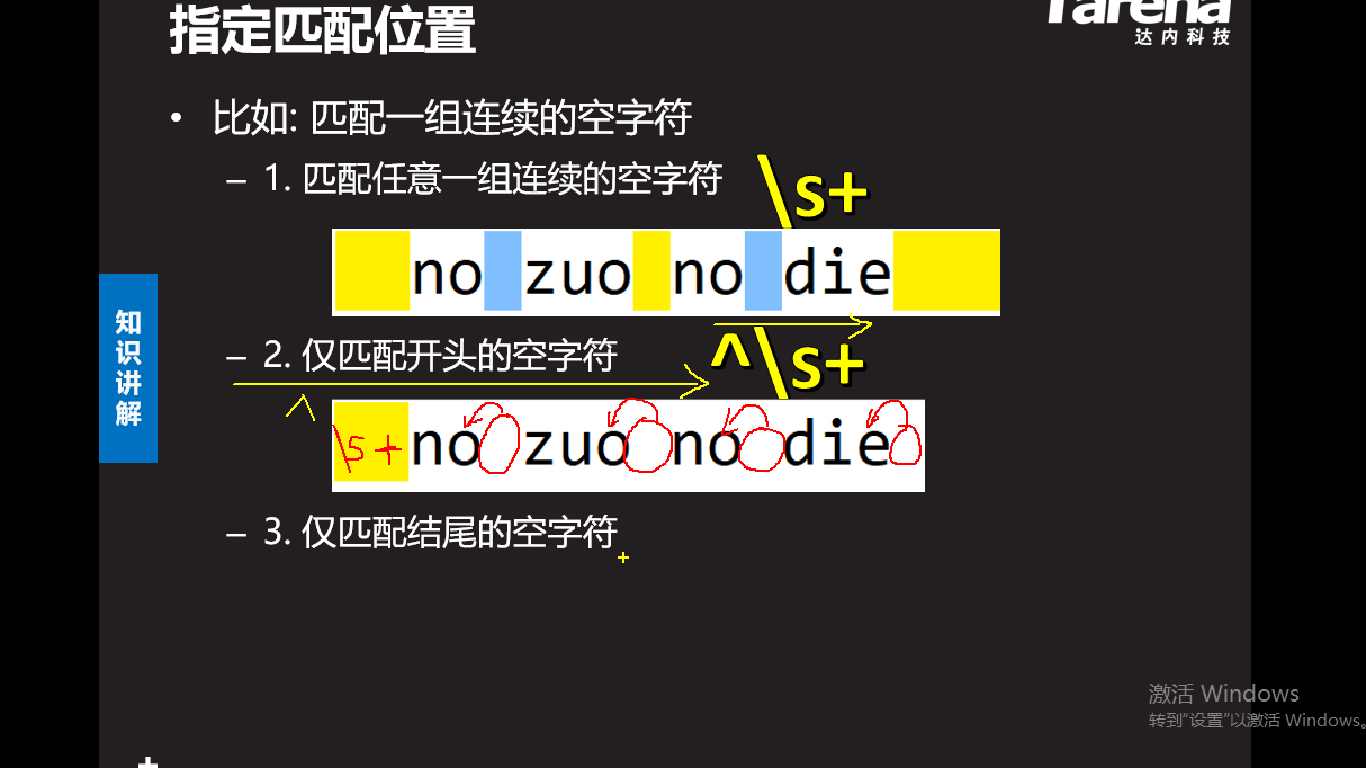 指定匹配位置
Tarena
达内科技
• 比如: 匹配一组连续的空字符
– 1. 匹配任意一组连续的空字符 \s+
no zuo no die
– 2. 仅匹配开头的空字符 ^\s+
^
\s+ no zuo no die
– 3. 仅匹配结尾的空字符
知识讲解
激活 Windows
转到“设置”以激活 Windows。